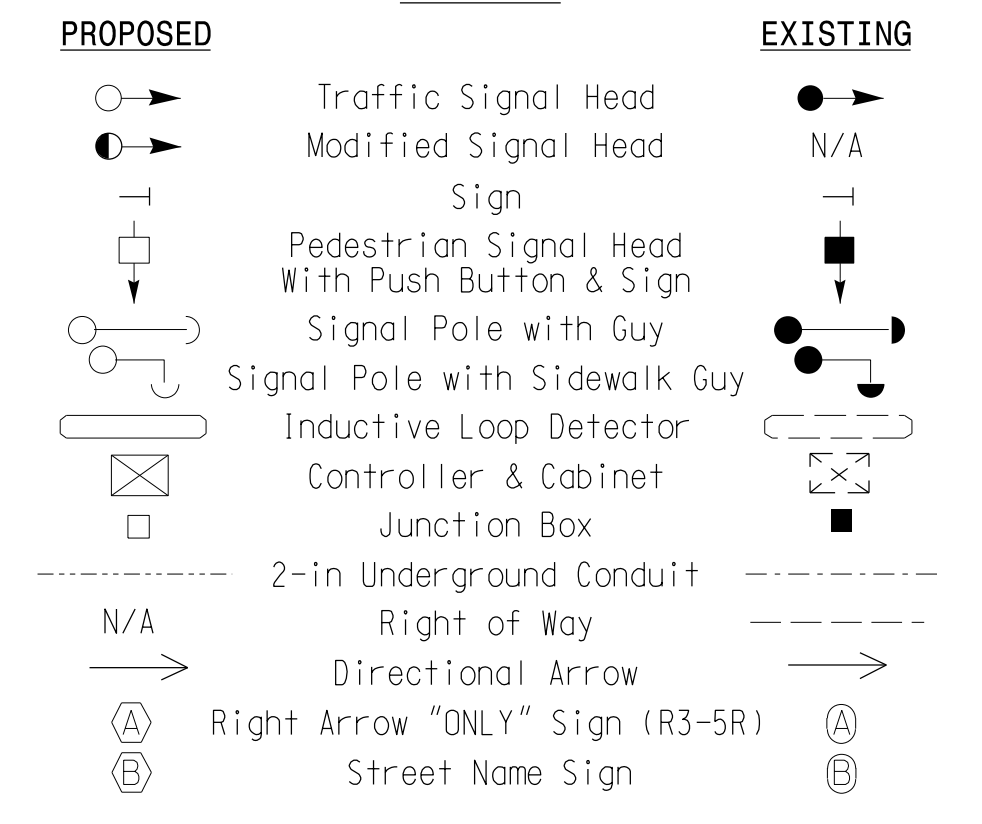 PROPOSED EXISTING
Traffic Signal Head
Modified Signal Head N/A
Sign
Pedestrian Signal Head
With Push Button & Sign
Signal Pole with Guy
Signal Pole with Sidewalk Guy
Inductive Loop Detector
Controller & Cabinet
Junction Box
2-in Underground Conduit
N/A Right of Way
Directional Arrow
A Right Arrow "ONLY" Sign (R3-5R) A
B Street Name Sign B